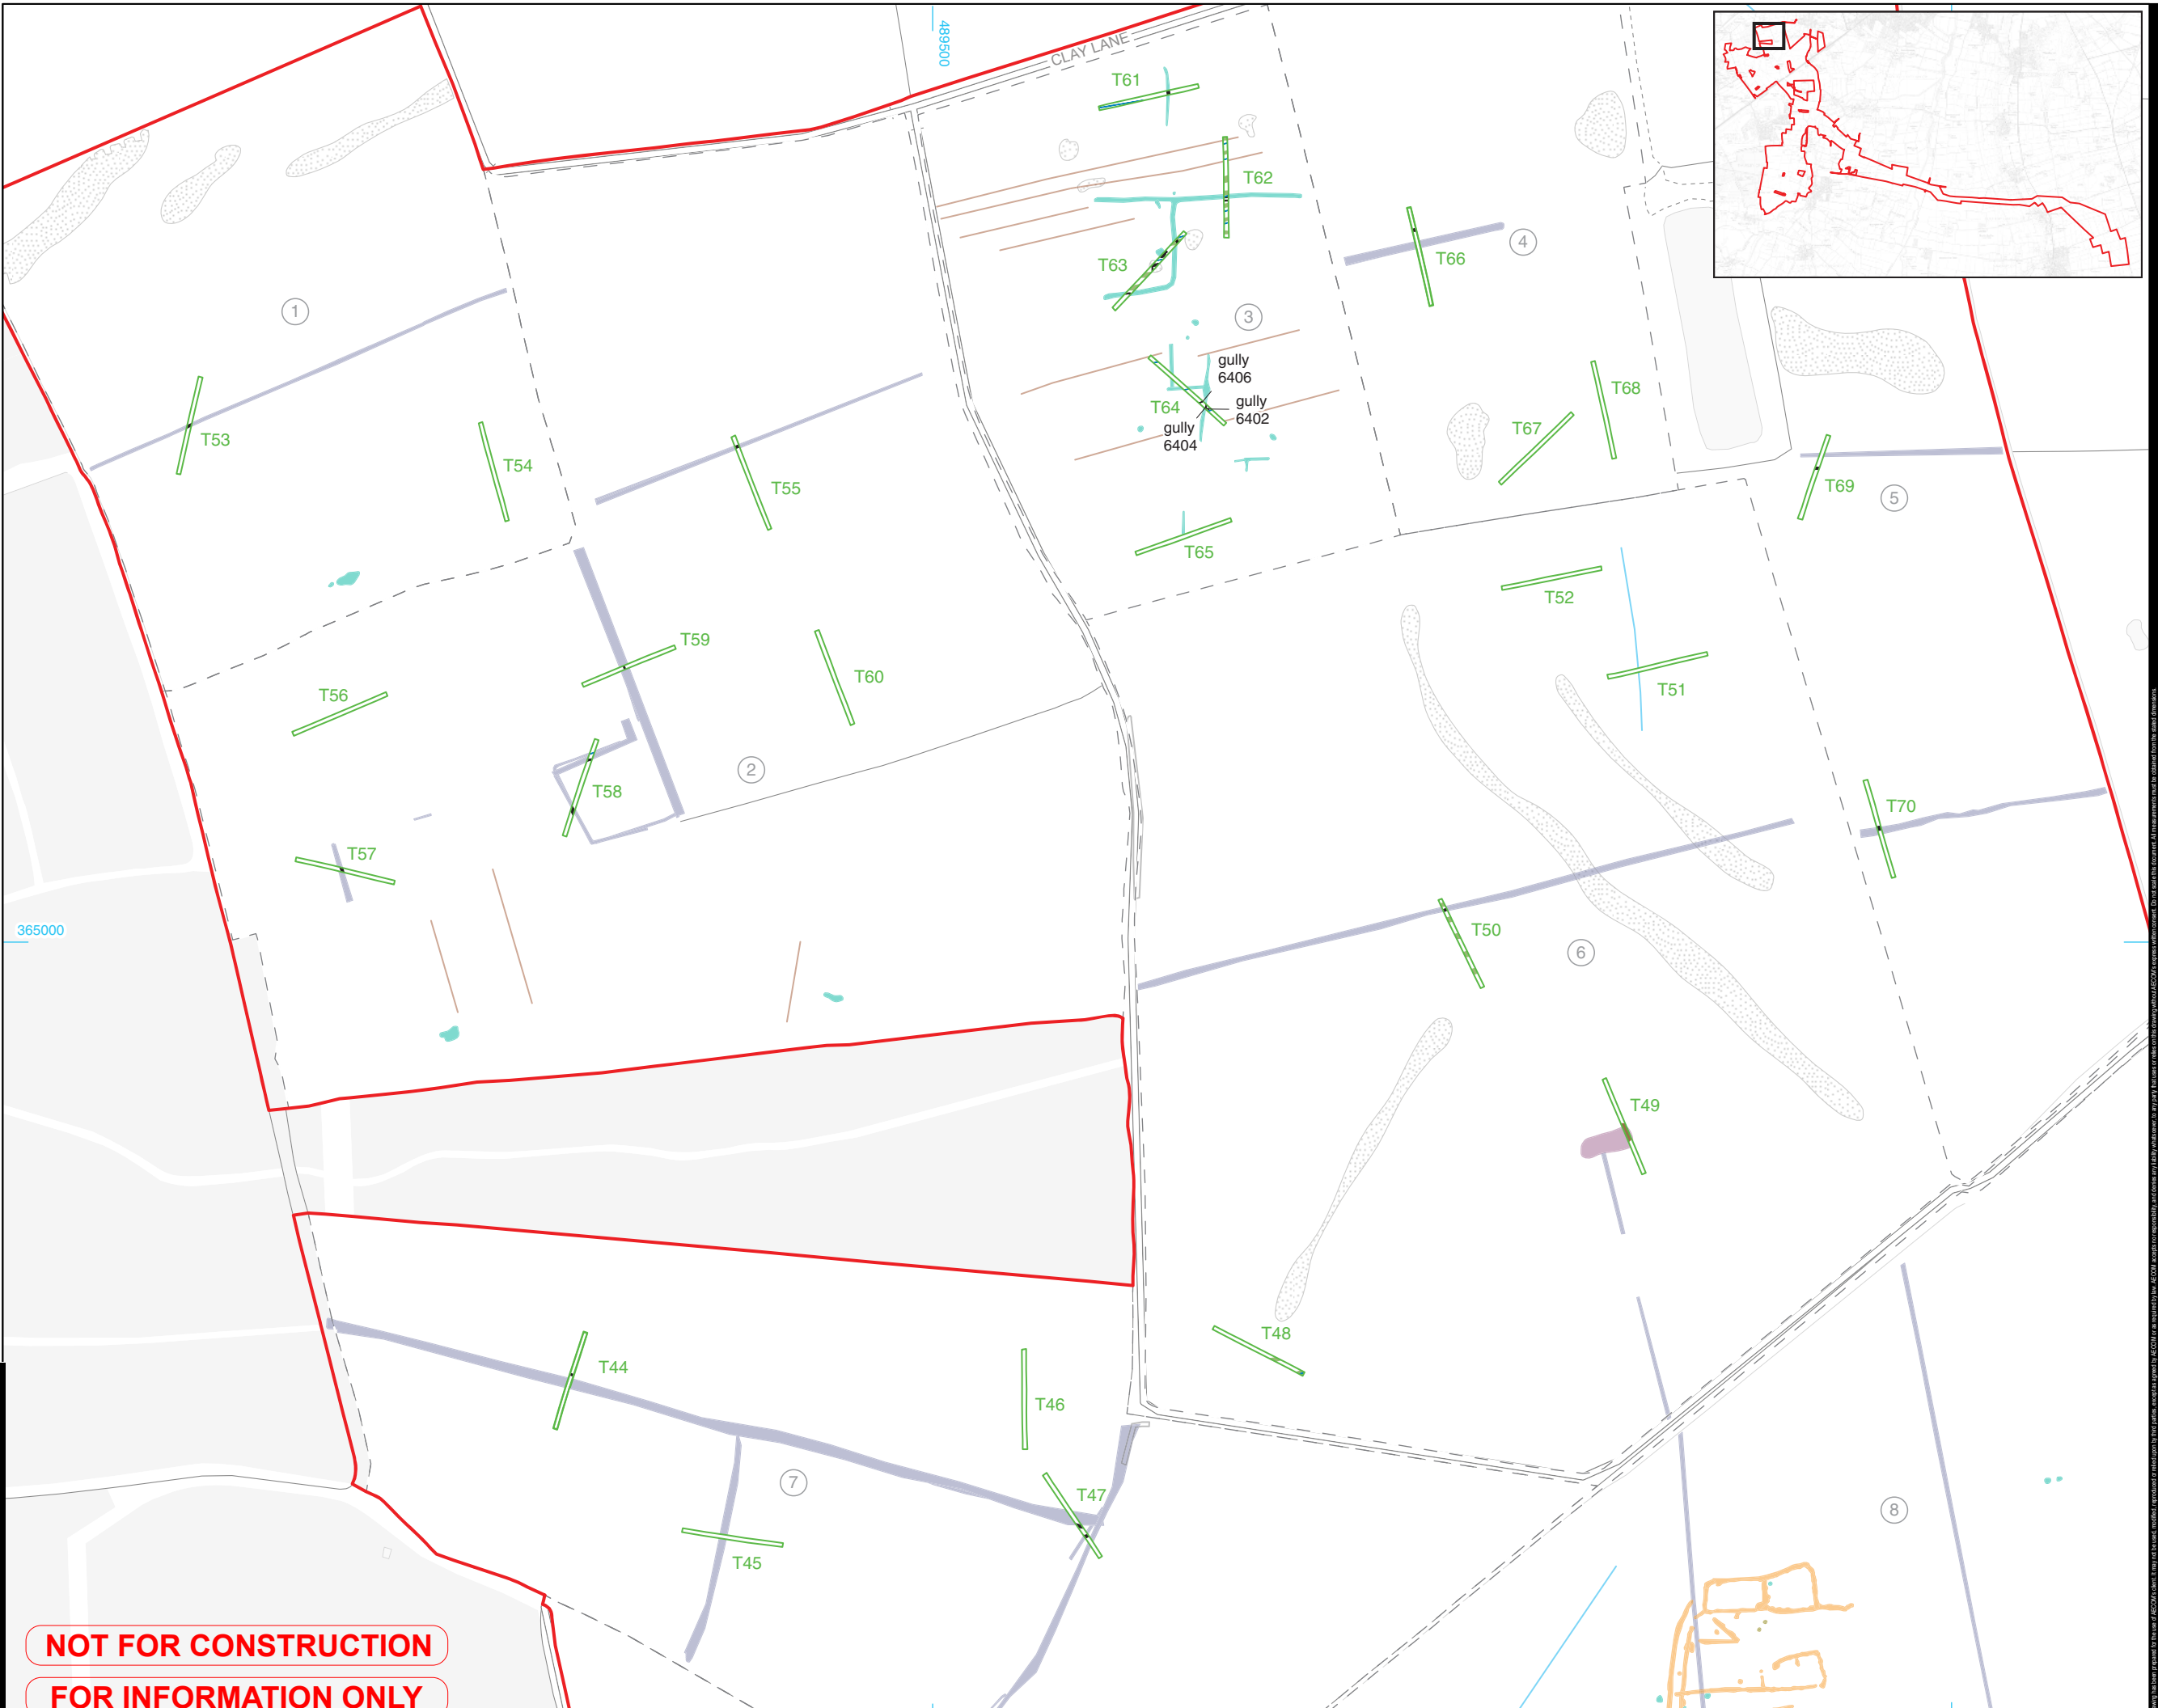 489500
CLAY LANE
T61
T62
4
T63
T66
1
3
gully
6406
T68
gully
6402
T64
T67
gully
6404
T53
T54
T55
T69
5
T65
T52
T59
T60
T51
T56
2
T58
T70
T57
365000
T50
6
T49
T48
T44
T46
7
T47
8
T45
NOT FOR CONSTRUCTION
FOR INFORMATION ONLY